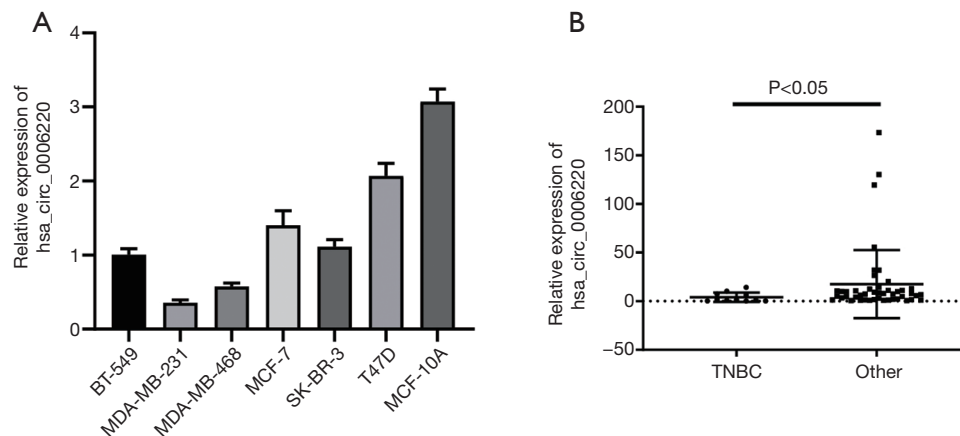 A
Relative expression of
hsa_circ_0006220
4
3
2
1
0
BT-549
MDA-MB-231
MDA-MB-468
MCF-7
SK-BR-3
T47D
MCF-10A
B
P<0.05
Relative expression of
hsa_circ_0006220
200
150
100
50
0
−50
TNBC
Other